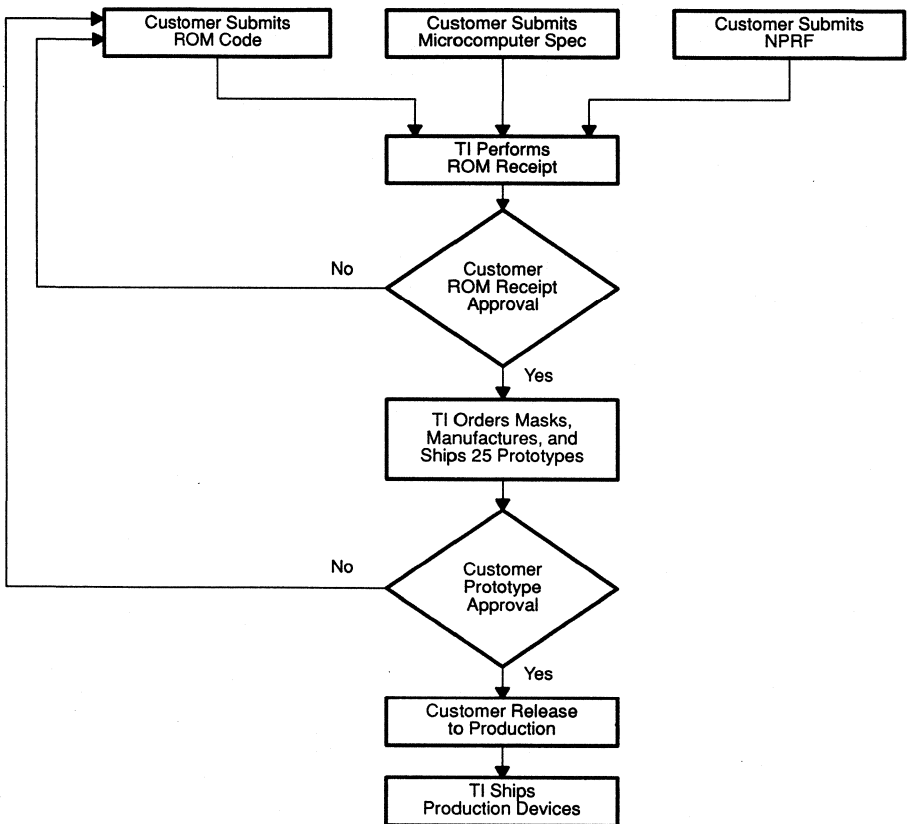 Customer Submits
ROM Code
Customer Submits
Microcomputer Spec
Customer Submits
NPRF
TI Performs
ROM Receipt
No
Customer
ROM Receipt
Approval
Yes
TI Orders Masks,
Manufactures, and
Ships 25 Prototypes
No
Customer
Prototype
Approval
Yes
Customer Release
to Production
TI Ships
Production Devices